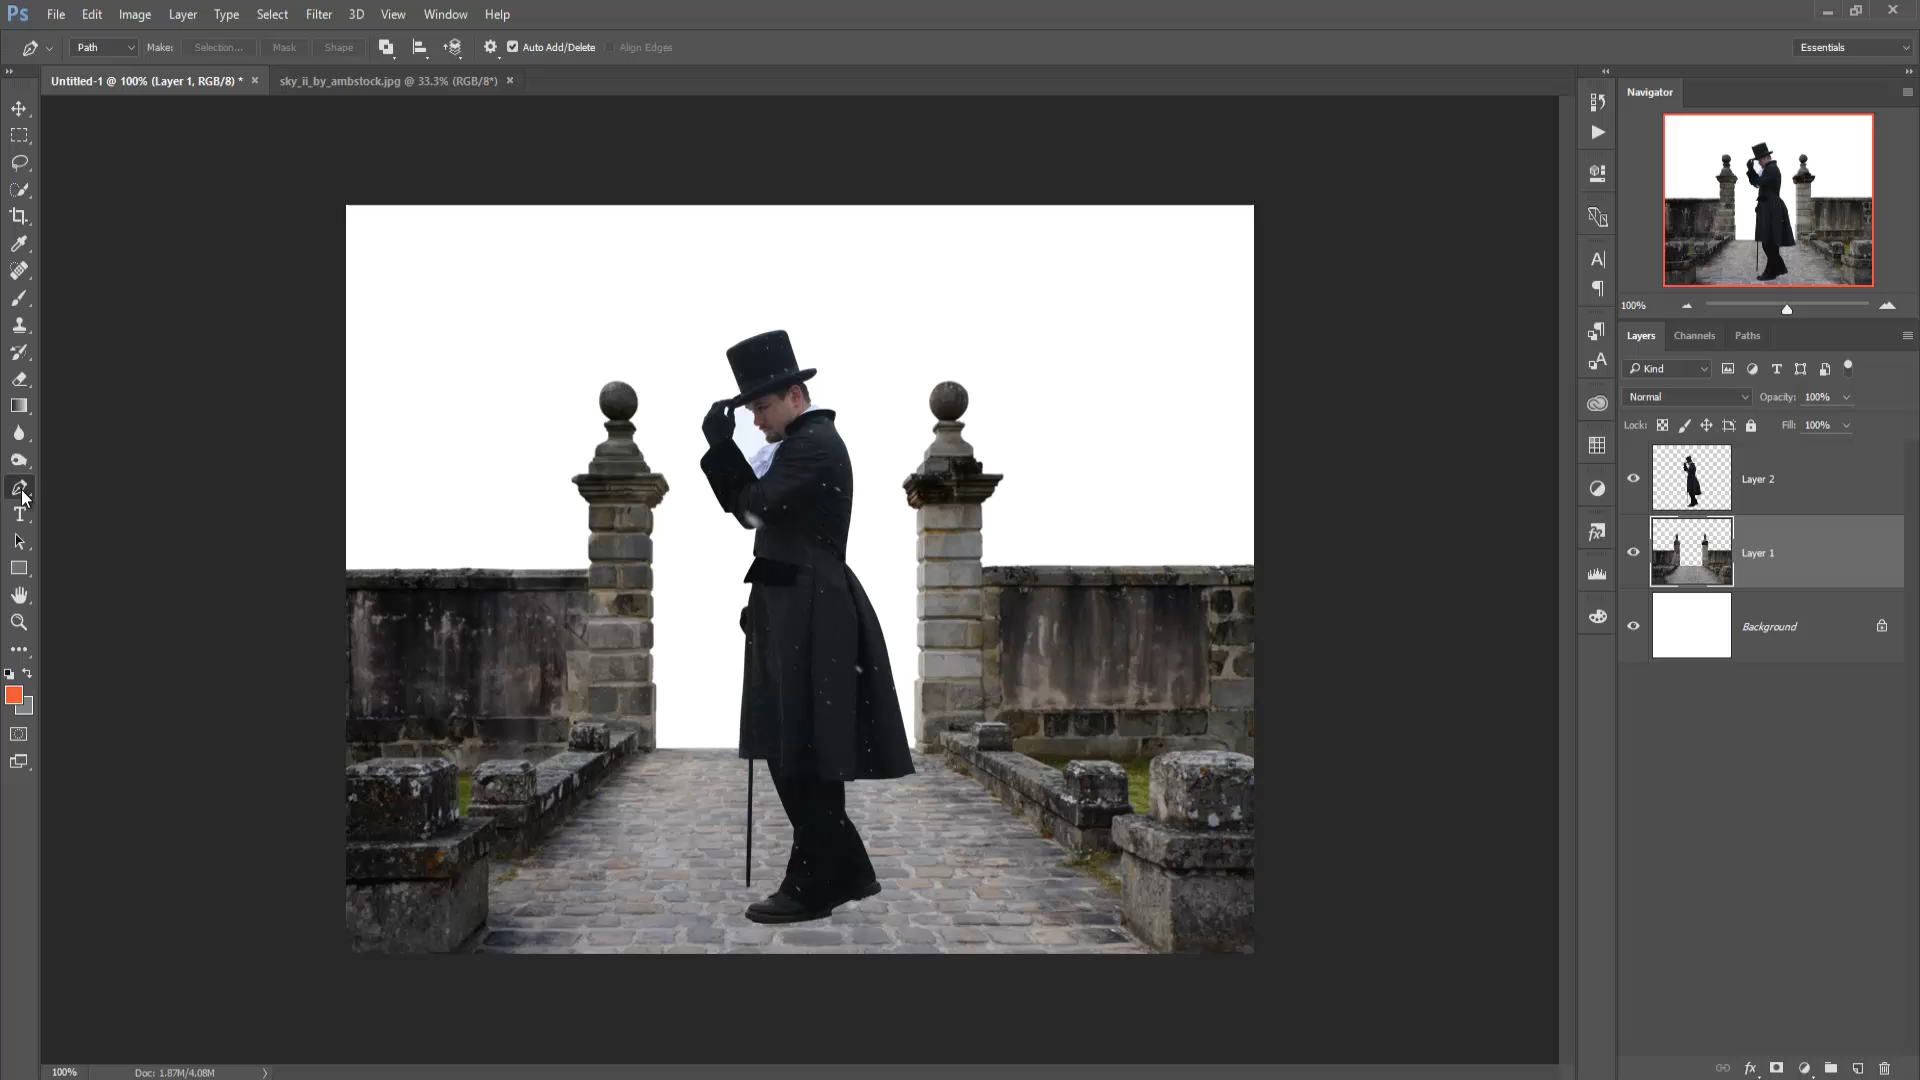 Ps File Edit Image Layer Type Select Filter 3D View Window Help
Path Make: Selection... Mask Shape Auto Add/Delete Align Edges Essentials
Untitled-1 @ 100% (Layer 1, RGB/8) * sky_ii_by_ambstock.jpg @ 33.3% (RGB/8*)
Navigator
100%
Layers Channels Paths
Kind
Normal Opacity: 100%
Lock: Fill: 100%
Layer 2
Layer 1
Background
100% Doc: 1.87M/4.08M